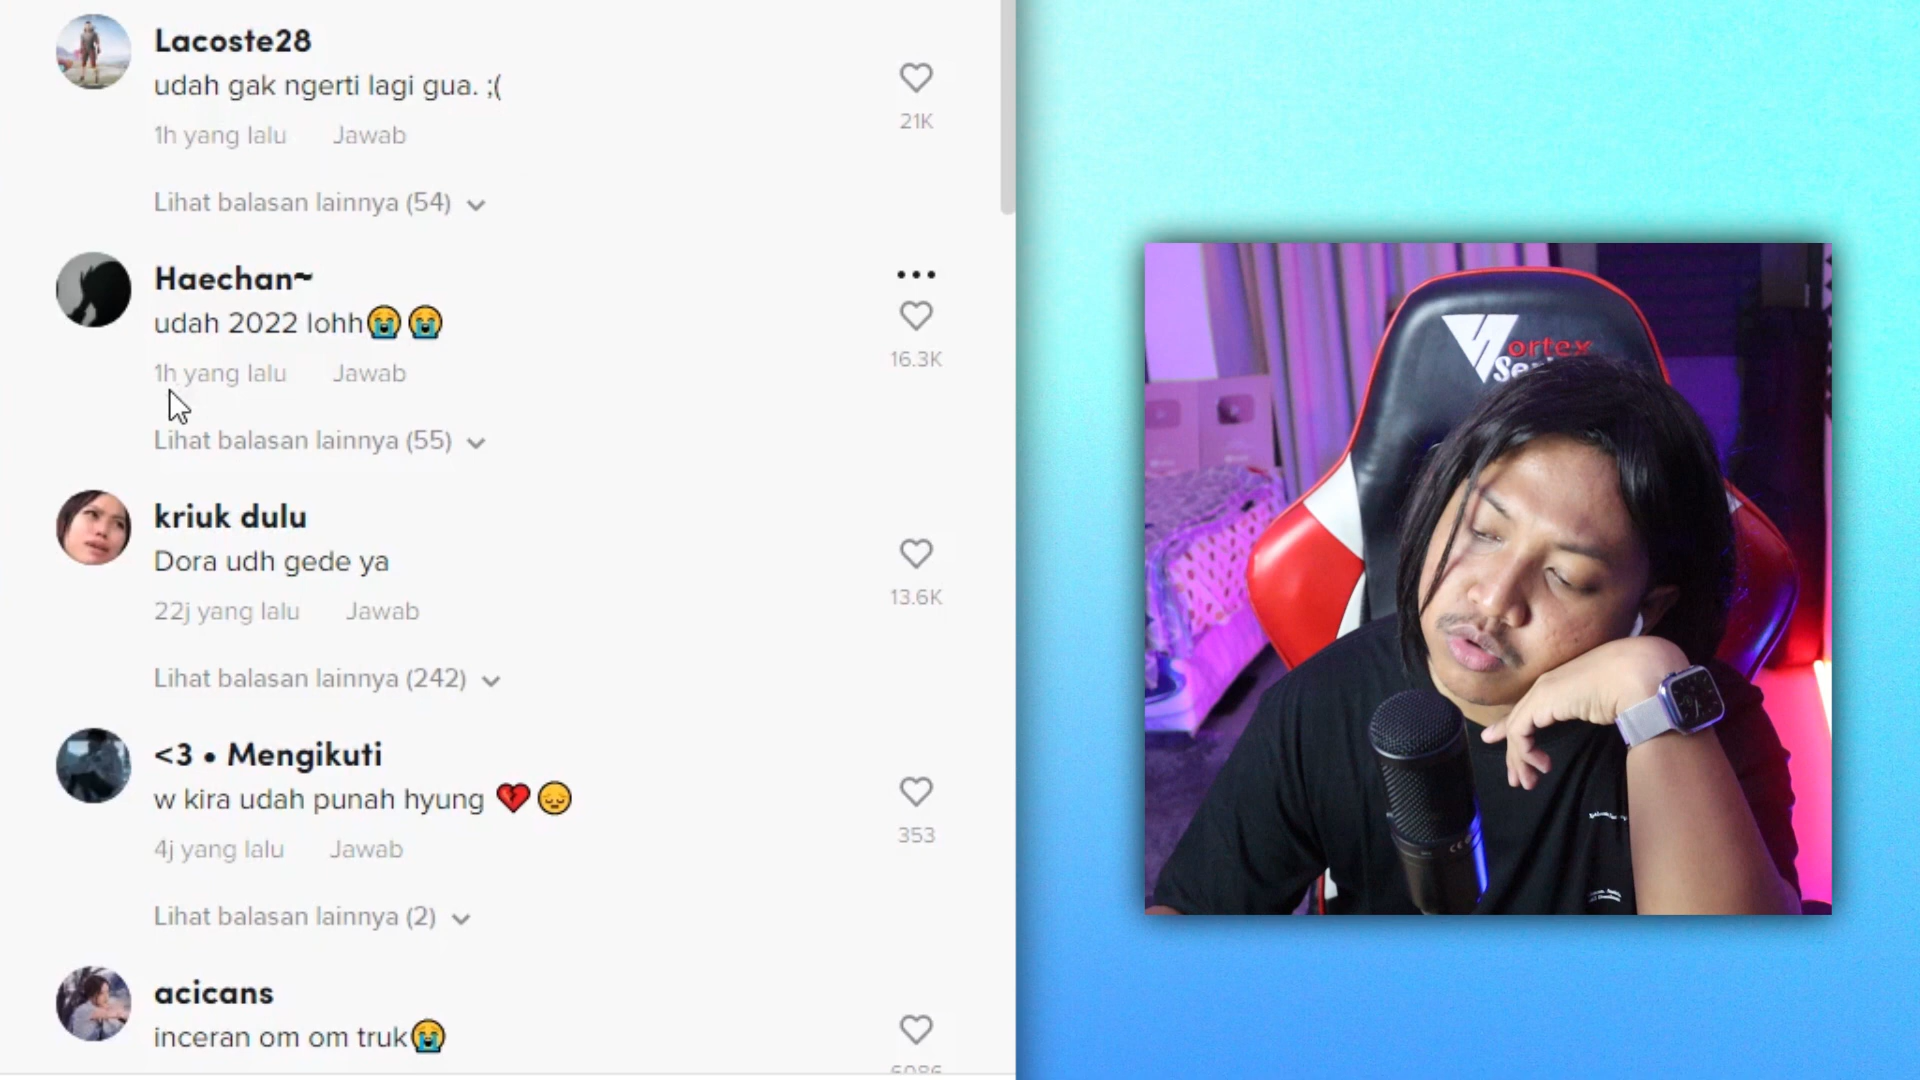 Lacoste28
udah gak ngerti lagi gua. ;(
1h yang lalu Jawab
21K
Lihat balasan lainnya (54)
Haechan~
udah 2022 lohh😭😭
1h yang lalu Jawab
16.3K
Lihat balasan lainnya (55)
kriuk dulu
Dora udh gede ya
22j yang lalu Jawab
13.6K
Lihat balasan lainnya (242)
<3 • Mengikuti
w kira udah punah hyung 💔😔
4j yang lalu Jawab
353
Lihat balasan lainnya (2)
acicans
inceran om om truk😭
ortex